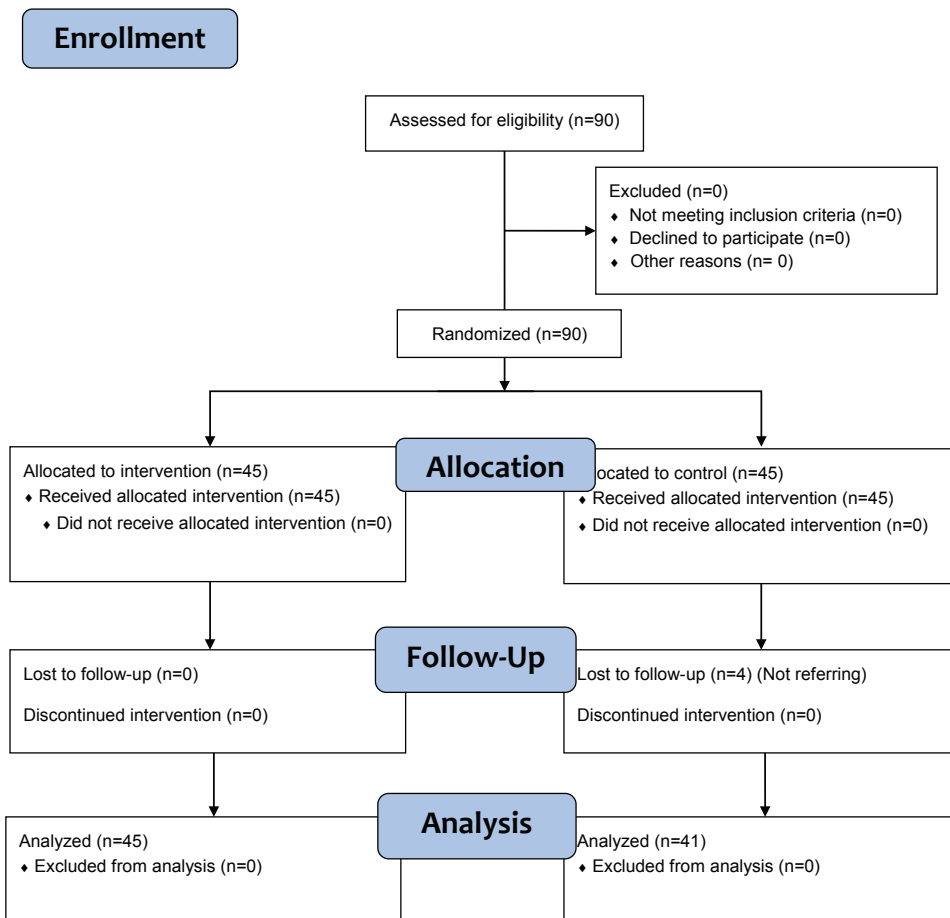 Enrollment
Assessed for eligibility (n=90)
Excluded (n=0)
♦ Not meeting inclusion criteria (n=0)
♦ Declined to participate (n=0)
♦ Other reasons (n= 0)
Randomized (n=90)
Allocation
Allocated to intervention (n=45)
♦ Received allocated intervention (n=45)
♦ Did not receive allocated intervention (n=0)
located to control (n=45)
♦ Received allocated intervention (n=45)
♦ Did not receive allocated intervention (n=0)
Follow-Up
Lost to follow-up (n=0)
Discontinued intervention (n=0)
Lost to follow-up (n=4) (Not referring)
Discontinued intervention (n=0)
Analysis
Analyzed (n=45)
♦ Excluded from analysis (n=0)
Analyzed (n=41)
♦ Excluded from analysis (n=0)